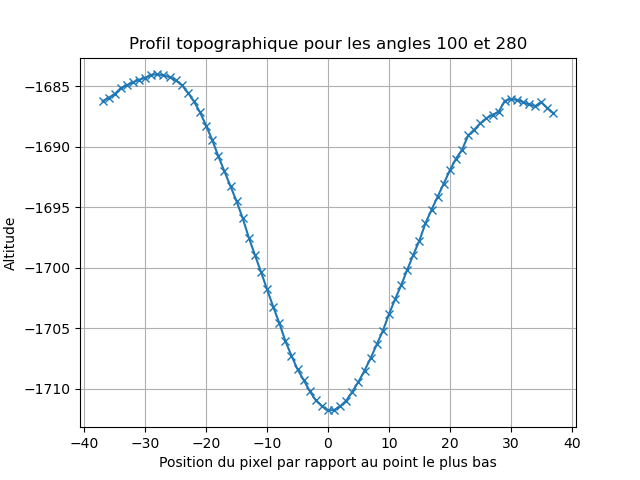 Profil topographique pour les angles 100 et 280
−1685
−1690
−1695
−1700
−1705
−1710
Altitude
−40 −30 −20 −10 0 10 20 30 40
Position du pixel par rapport au point le plus bas